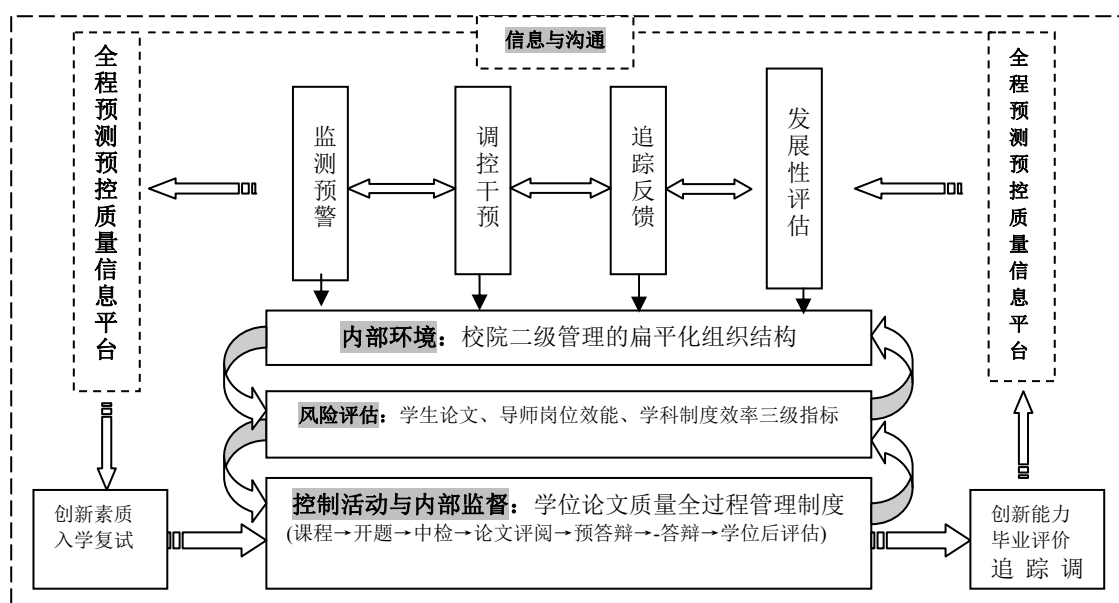 信息与沟通
全程预测预控质量信息平台
监测预警
调控干预
追踪反馈
发展性评估
全程预测预控质量信息平台
内部环境：校院二级管理的扁平化组织结构
风险评估：学生论文、导师岗位效能、学科制度效率三级指标
控制活动与内部监督：学位论文质量全过程管理制度
(课程→开题→中检→论文评阅→预答辩→-答辩→学位后评估)
创新素质
入学复试
创新能力
毕业评价
追 踪 调